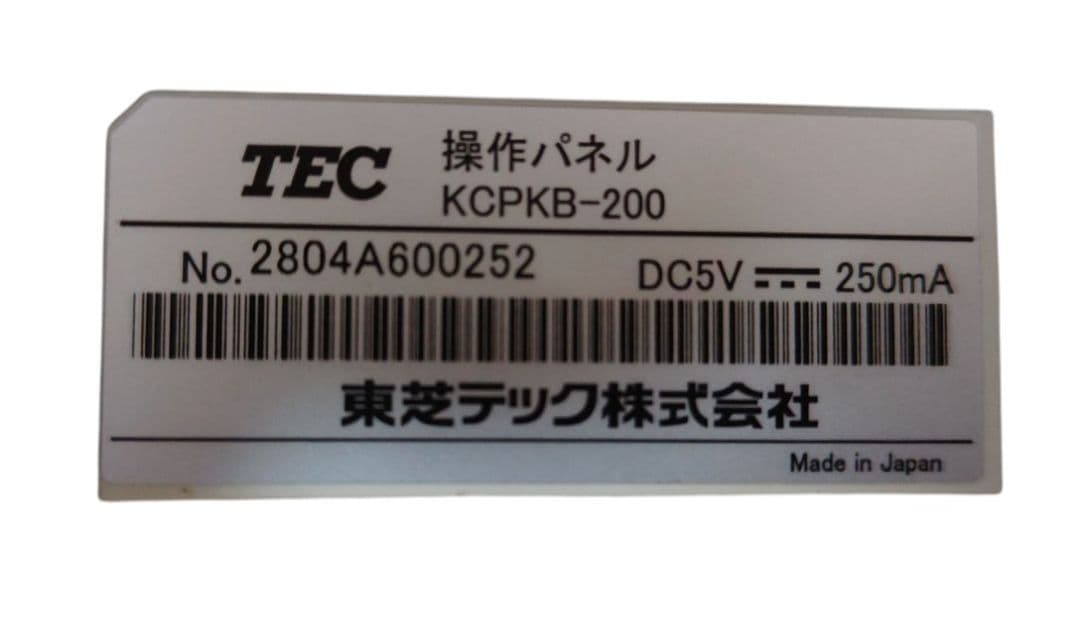 TEC 操作パネル
KCPKB-200
No. 2804A600252 DC5V ⎓ 250mA
東芝テック株式会社
Made in Japan